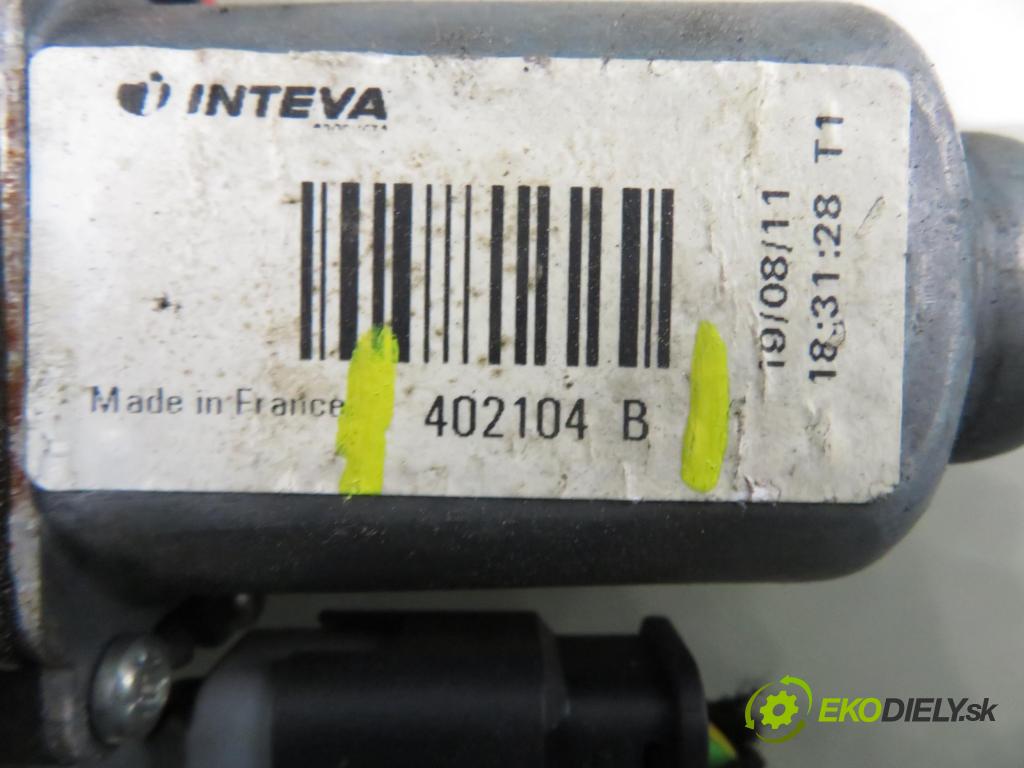 INTEVA
19/08/11
18:31:28 T1
Made in France
402104 B
EKODIELY.sk